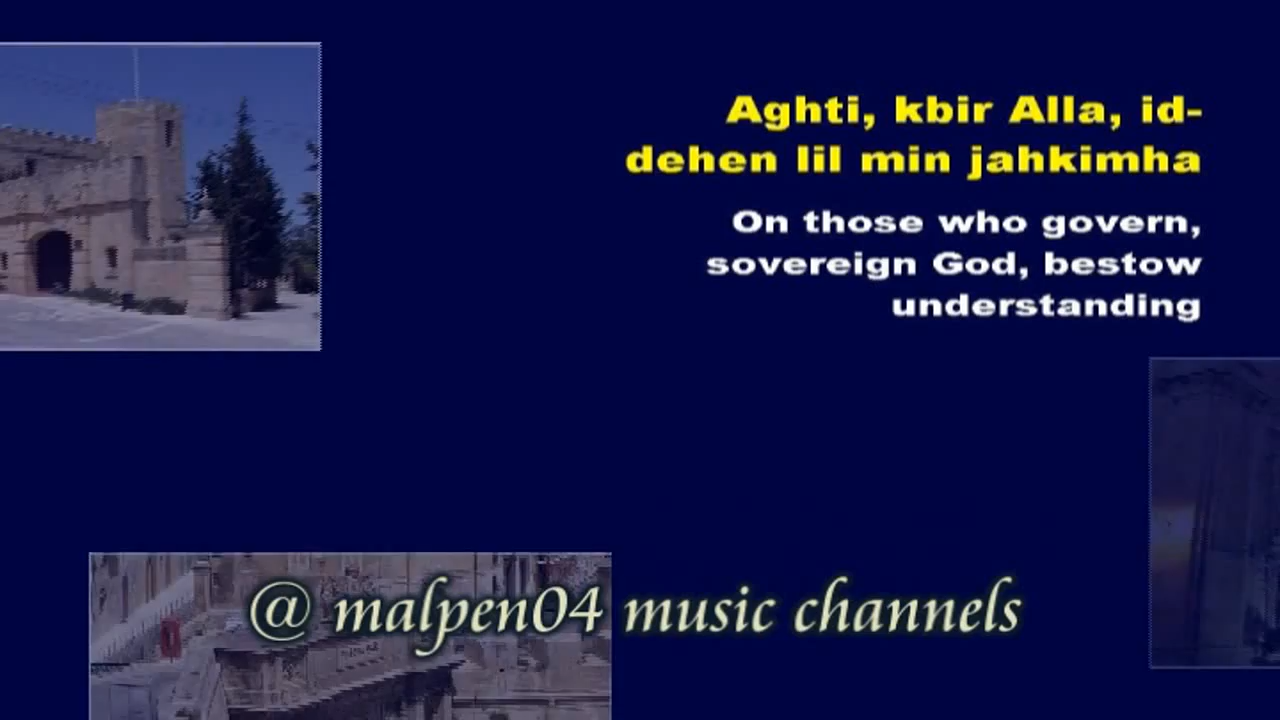 Aghti, kbir Alla, id-
dehen lil min jahkimha
On those who govern,
sovereign God, bestow
understanding
@ malpen04 music channels